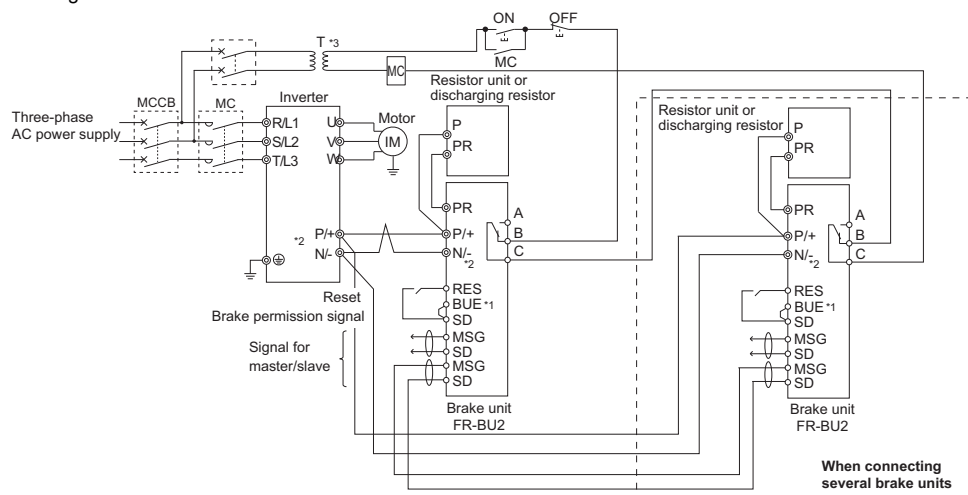 ON
OFF
T *3
MC
MC
Resistor unit or
discharging resistor
MCCB
MC
Inverter
Motor
Three-phase
AC power supply
R/L1
S/L2
T/L3
U
V
W
IM
P
PR
Resistor unit or
discharging resistor
P
PR
PR
A
P/+
P/+
B
*2
N/-
N/-
*2
C
PR
A
P/+
B
N/-
*2
C
Reset
RES
Brake permission signal
BUE *1
SD
Signal for
master/slave
MSG
SD
MSG
SD
Brake unit
FR-BU2
RES
BUE *1
SD
MSG
SD
MSG
SD
Brake unit
FR-BU2
When connecting
several brake units